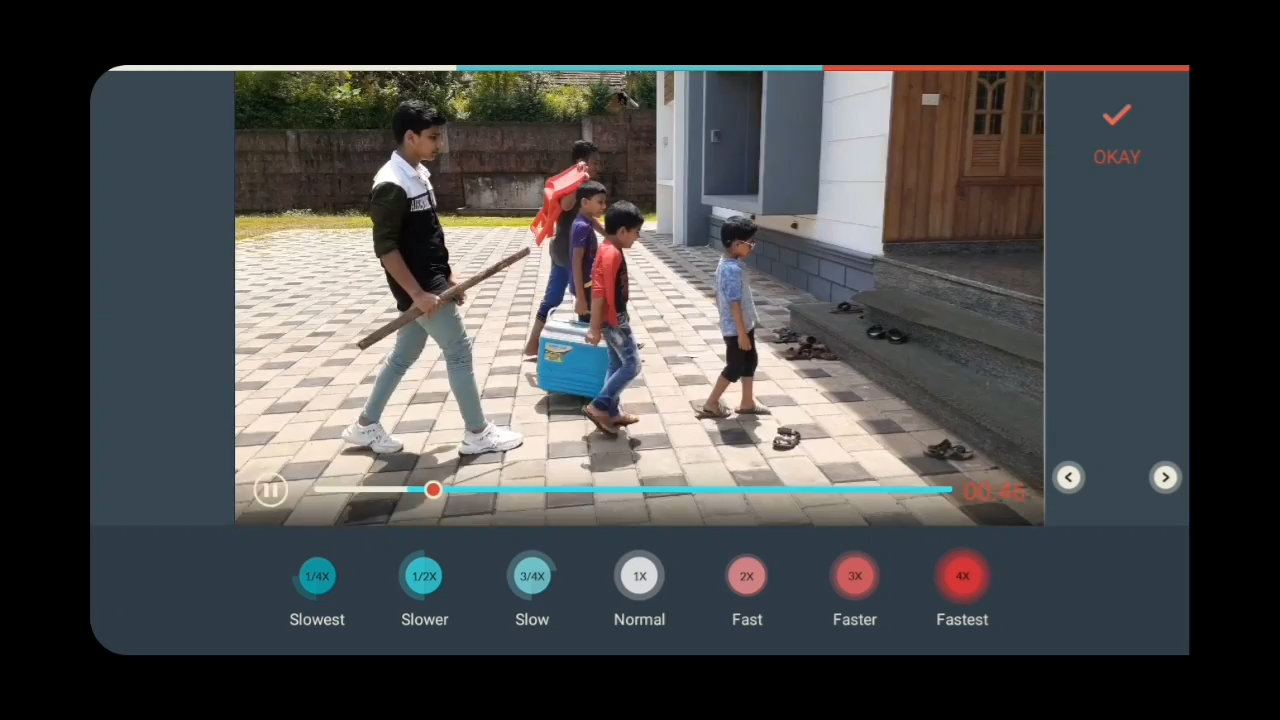 OKAY
00:46
1/4X
1/2X
3/4X
1X
2X
3X
4X
Slowest
Slower
Slow
Normal
Fast
Faster
Fastest